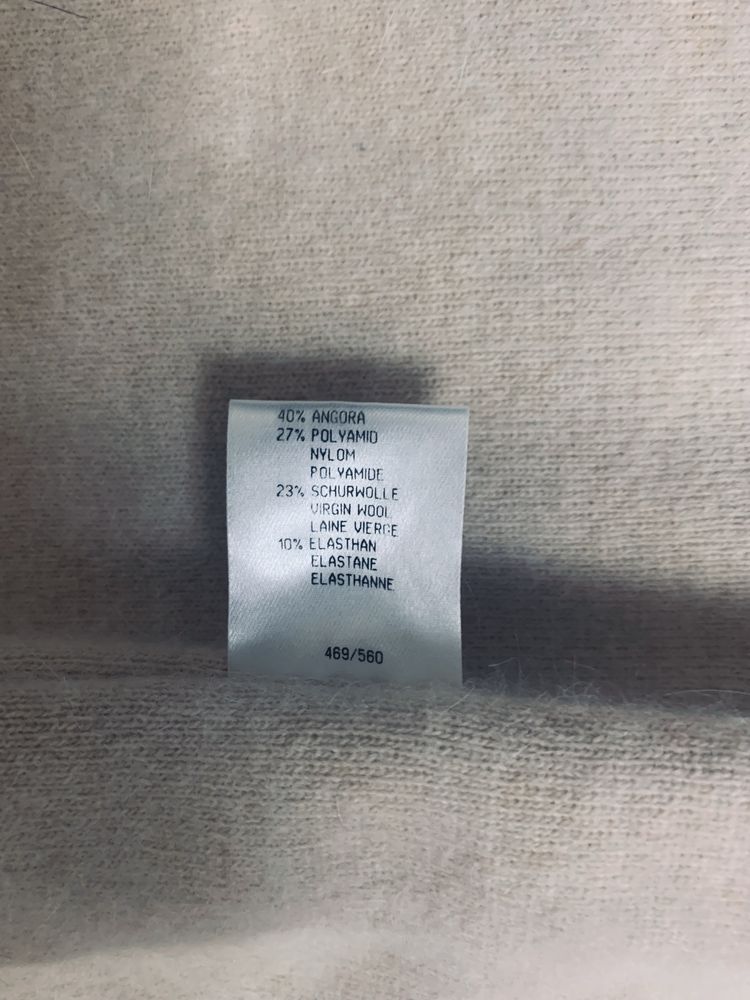 40% ANGORA
27% POLYAMID
NYLOM
POLYAMIDE
23% SCHURWOLLE
VIRGIN WOOL
LAINE VIERGE
10% ELASTHAN
ELASTANE
ELASTHANNE
469/560